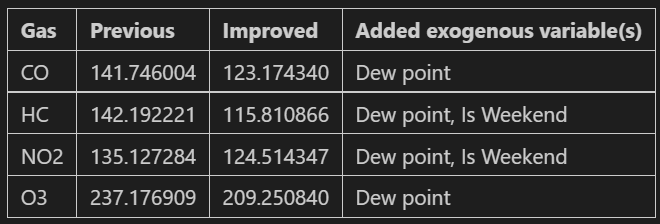 Gas Previous Improved Added exogenous variable(s)
CO 141.746004 123.174340 Dew point
HC 142.192221 115.810866 Dew point, Is Weekend
NO2 135.127284 124.514347 Dew point, Is Weekend
O3 237.176909 209.250840 Dew point